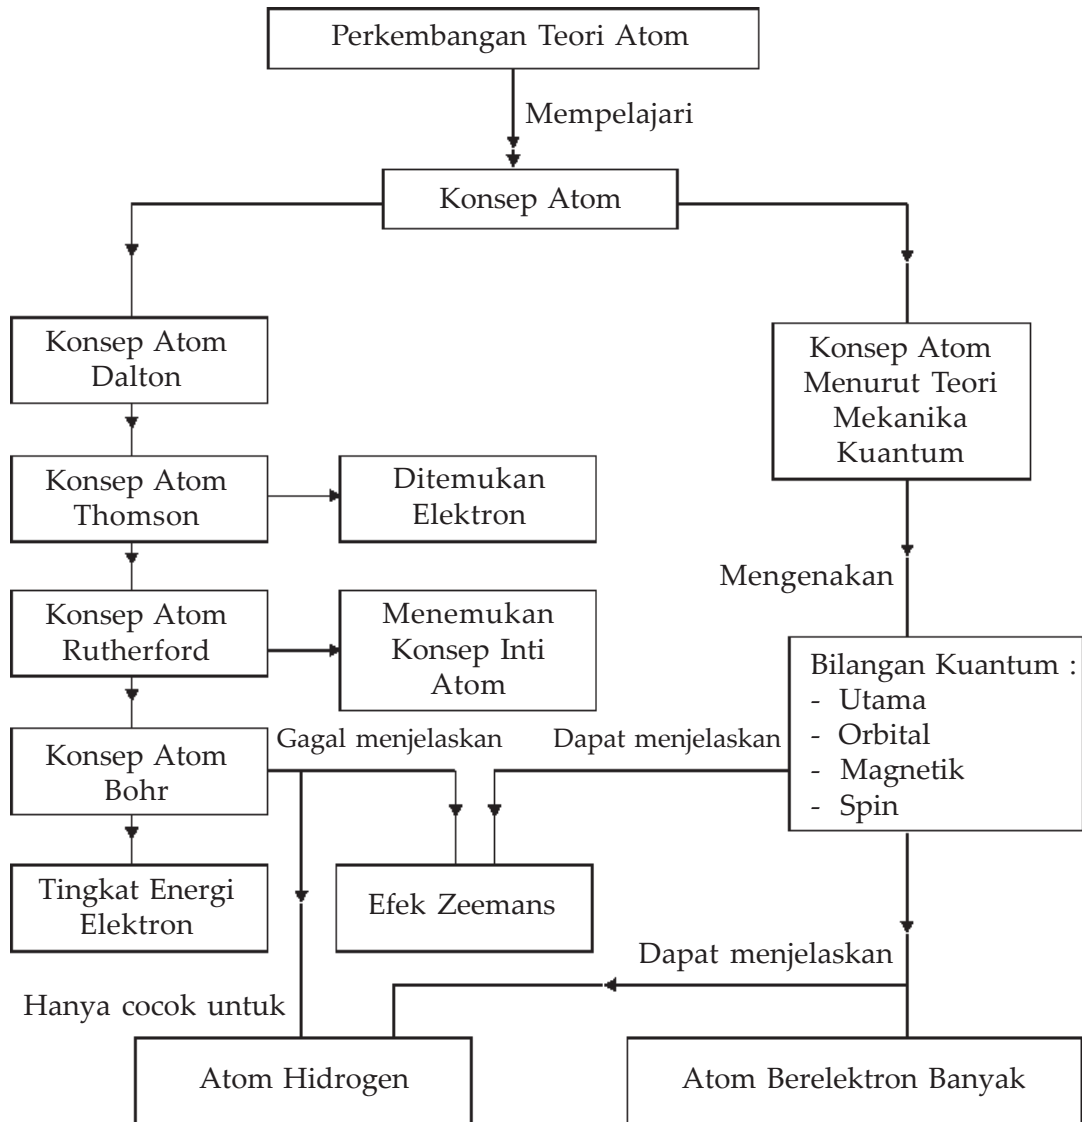 Perkembangan Teori Atom
Mempelajari
Konsep Atom
Konsep Atom
Dalton
Konsep Atom
Menurut Teori
Mekanika
Kuantum
Konsep Atom
Thomson
Ditemukan
Elektron
Mengenakan
Konsep Atom
Rutherford
Menemukan
Konsep Inti
Atom
Bilangan Kuantum :
- Utama
- Orbital
- Magnetik
- Spin
Gagal menjelaskan
Dapat menjelaskan
Konsep Atom
Bohr
Tingkat Energi
Elektron
Efek Zeemans
Dapat menjelaskan
Hanya cocok untuk
Atom Hidrogen
Atom Berelektron Banyak